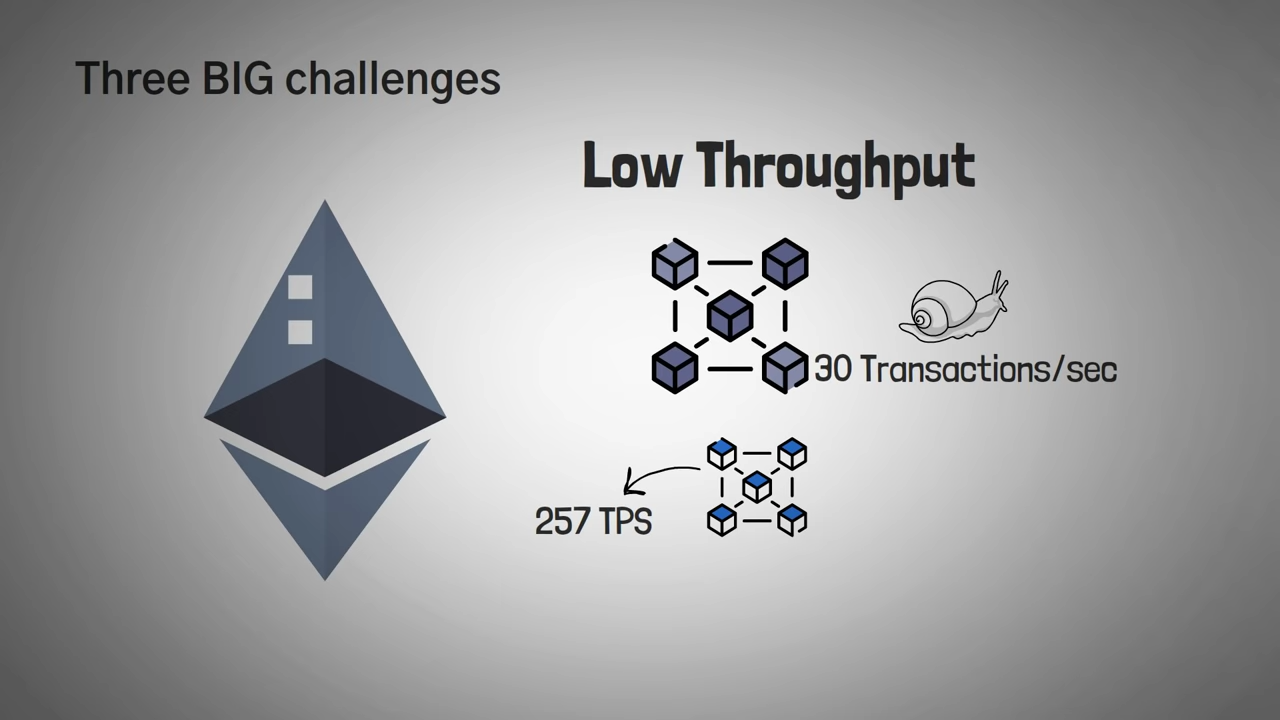 Three BIG challenges
Low Throughput
30 Transactions/sec
257 TPS